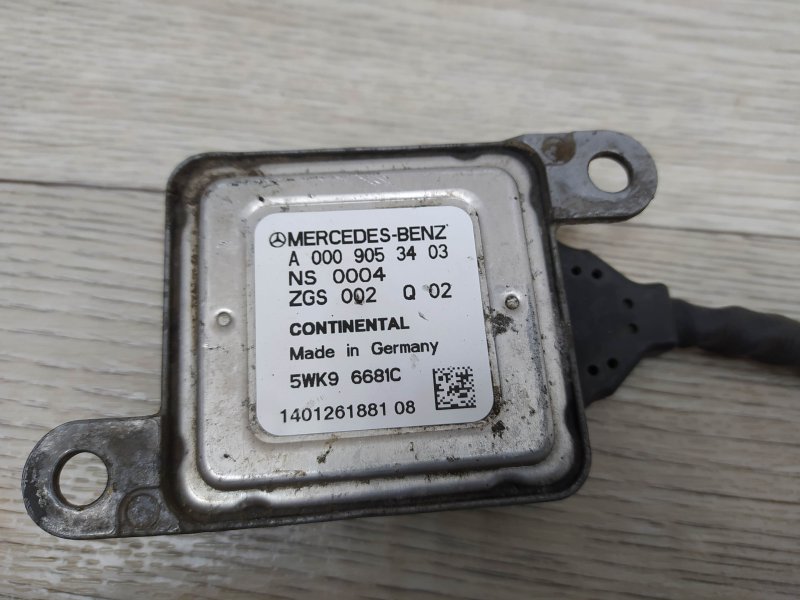 MERCEDES-BENZ
A 000 905 34 03
NS 0004
ZGS 002 Q 02
CONTINENTAL
Made in Germany
5WK9 6681C
1401261881 08